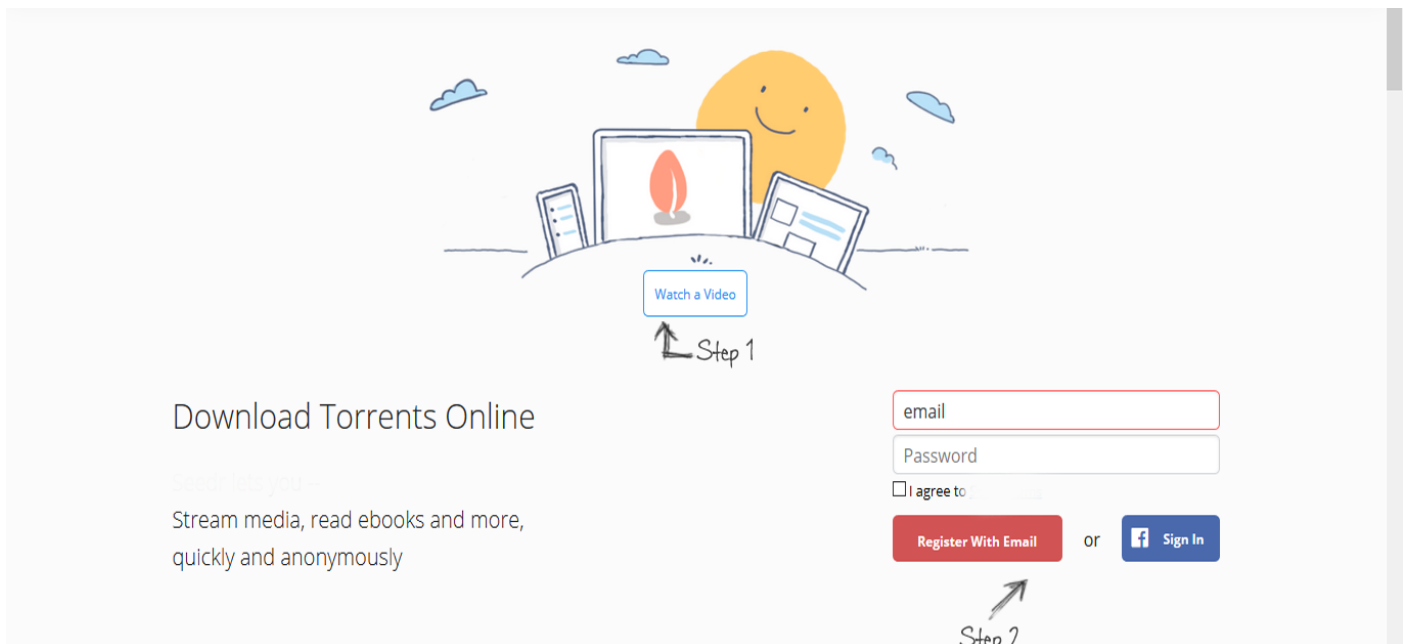 Watch a Video
Step 1
Download Torrents Online
email
Password
I agree to
Stream media, read ebooks and more,
quickly and anonymously
Register With Email
or
Sign In
Step 2